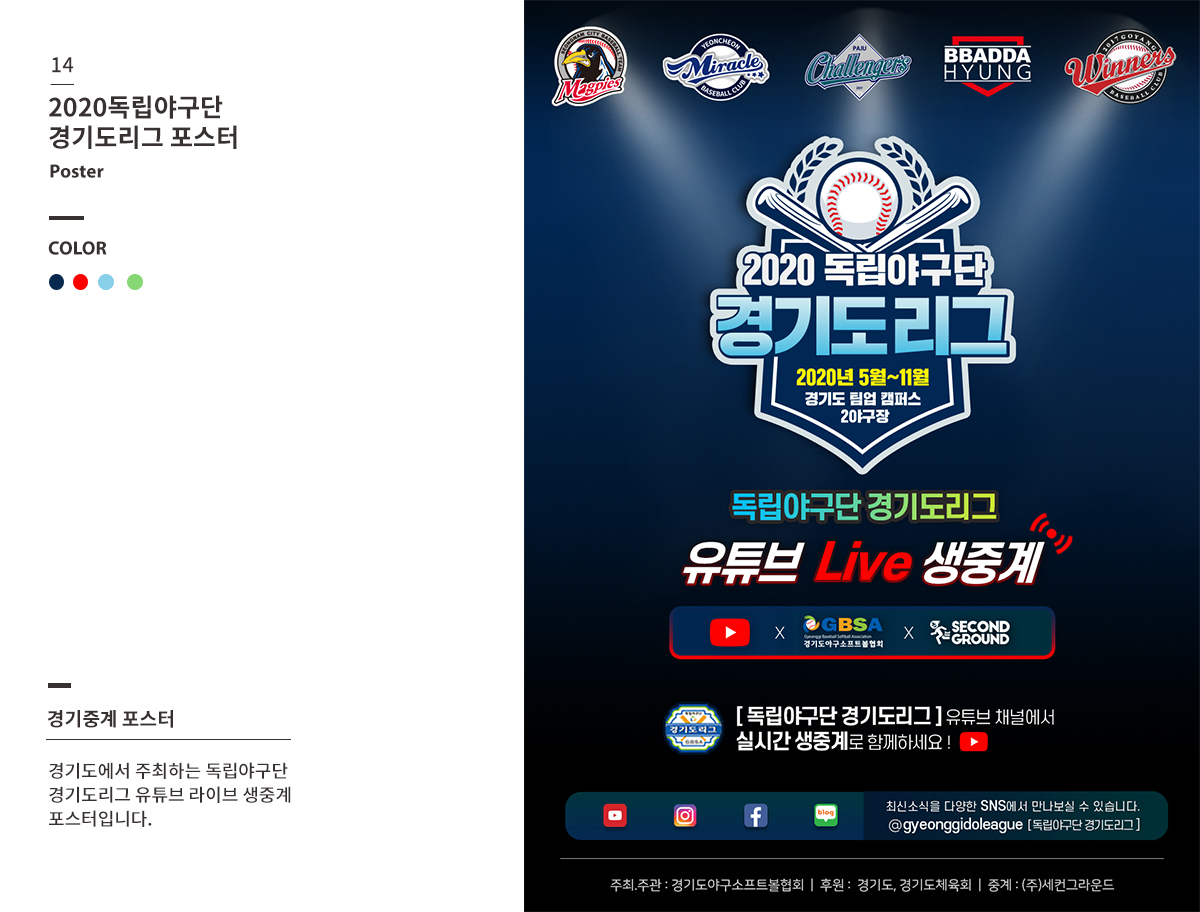 14
2020독립야구단
경기도리그 포스터
Poster
COLOR
경기중계 포스터
경기도에서 주최하는 독립야구단
경기도리그 유튜브 라이브 생중계
포스터입니다.
Magpies
YEONCHEON
Miracle
BASEBALL CLUB
PAJU
Challengers
BBADDA
HYUNG
2017 GOYANG
Winners
BASEBALL CLUB
2020 독립야구단
경기도리그
2020년 5월~11월
경기도 팀업 캠퍼스
2야구장
독립야구단 경기도리그
유튜브 Live 생중계
X GBSA X SECOND GROUND
Gyeonggi Baseball Softball Association
경기도야구소프트볼협회
경기도리그
GBSA
[ 독립야구단 경기도리그 ] 유튜브 채널에서
실시간 생중계로 함께하세요 !
blog
최신소식을 다양한 SNS에서 만나보실 수 있습니다.
@gyeonggidoleague [ 독립야구단 경기도리그 ]
주최.주관 : 경기도야구소프트볼협회 | 후원 : 경기도, 경기도체육회 | 중계 : (주)세컨그라운드